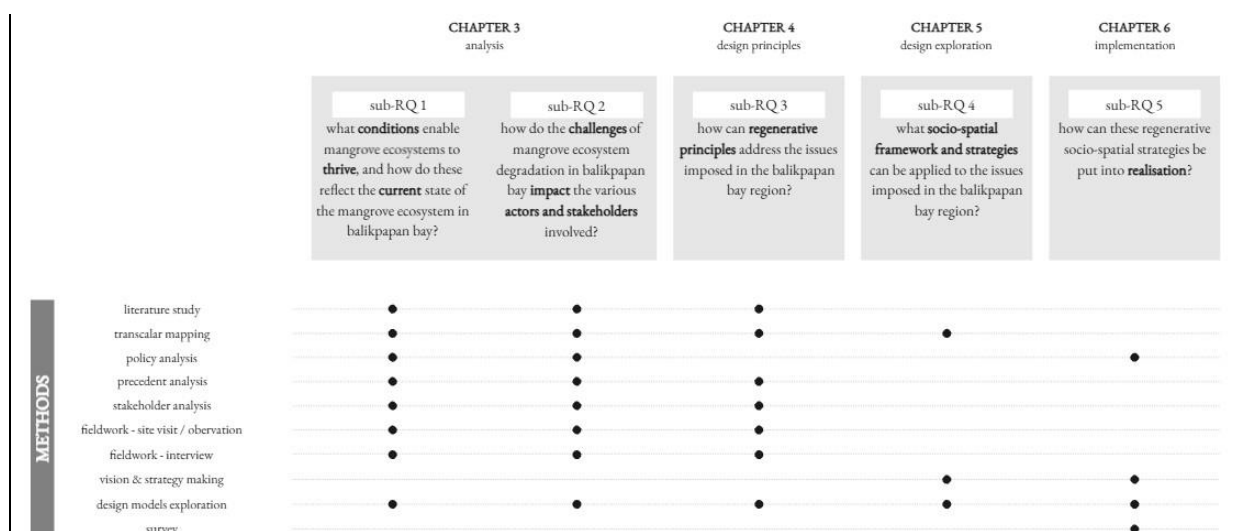 CHAPTER 3
analysis
CHAPTER 4
design principles
CHAPTER 5
design exploration
CHAPTER 6
implementation
sub-RQ 1
what conditions enable
mangrove ecosystems to
thrive, and how do these
reflect the current state of
the mangrove ecosystem in
balikpapan bay?
sub-RQ 2
how do the challenges of
mangrove ecosystem
degradation in balikpapan
bay impact the various
actors and stakeholders
involved?
sub-RQ 3
how can regenerative
principles address the issues
imposed in the balikpapan
bay region?
sub-RQ 4
what socio-spatial
framework and strategies
can be applied to the issues
imposed in the balikpapan
bay region?
sub-RQ 5
how can these regenerative
socio-spatial strategies be
put into realisation?
METHODS
literature study
transcalar mapping
policy analysis
precedent analysis
stakeholder analysis
fieldwork - site visit / obervation
fieldwork - interview
vision & strategy making
design models exploration
survey